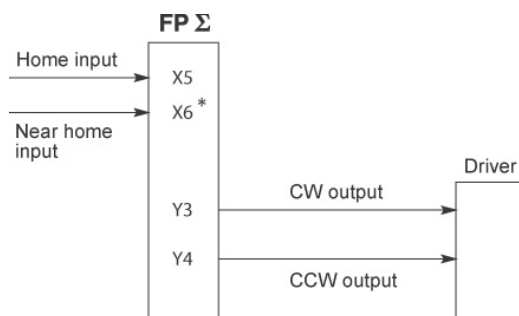 FP Σ
Home input
X5
X6 *
Near home
input
Driver
Y3
CW output
Y4
CCW output